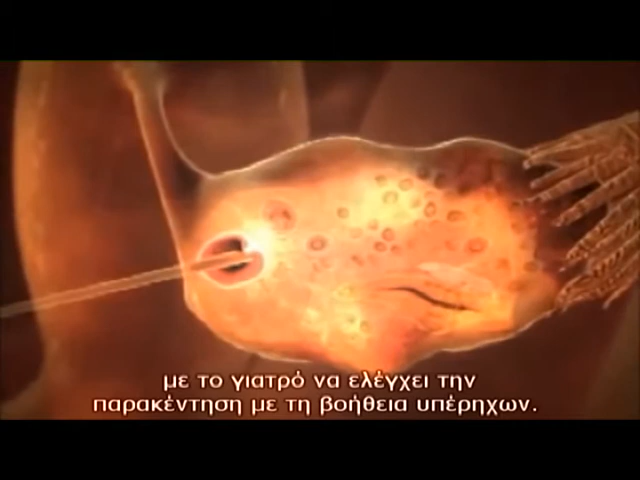 με το γιατρό να ελέγχει την
παρακέντηση με τη βοήθεια υπέρηχων.